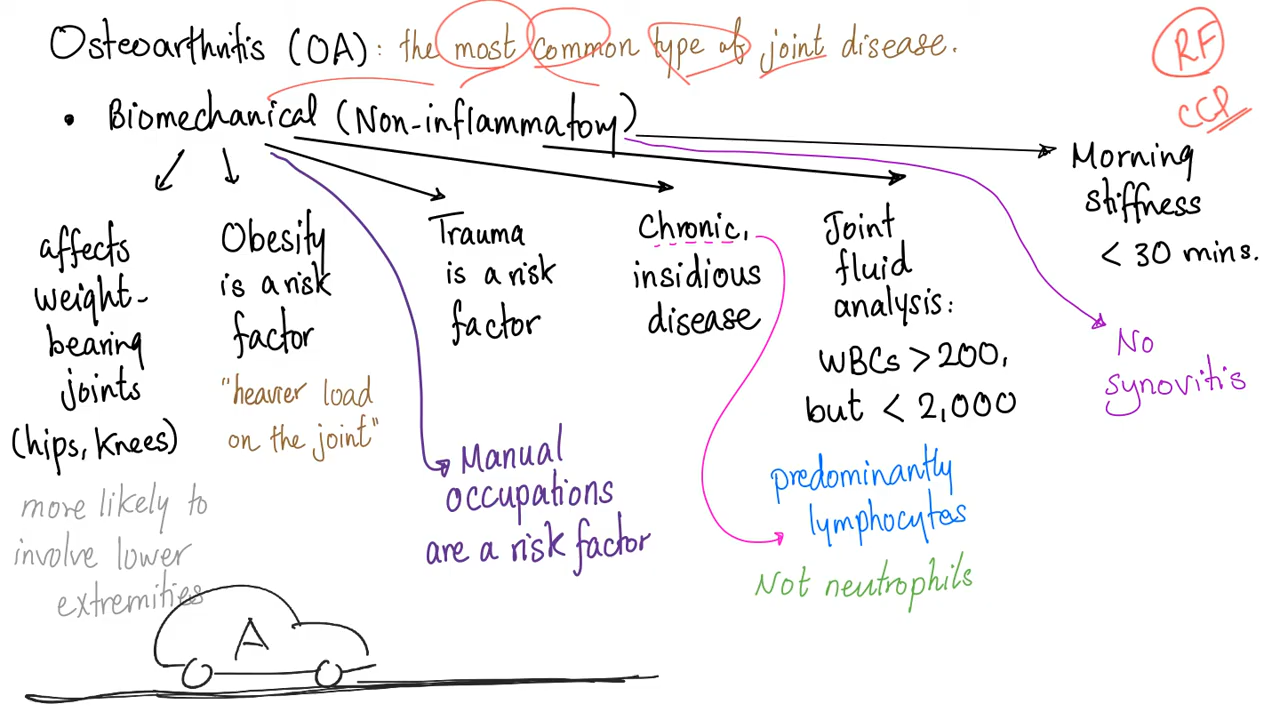 Osteoarthritis (OA): the most common type of joint disease.
RF
CCP
• Biomechanical (Non-inflammatory)
affects
weight-
bearing
joints
(hips, knees)
more likely to
involve lower
extremities
Obesity
is a risk
factor
"heavier load
on the joint"
Trauma
is a risk
factor
Manual
occupations
are a risk factor
Chronic,
insidious
disease
Joint
fluid
analysis:
WBCs > 200,
but < 2,000
predominantly
lymphocytes
Not neutrophils
Morning
stiffness
< 30 mins.
No
synovitis
A